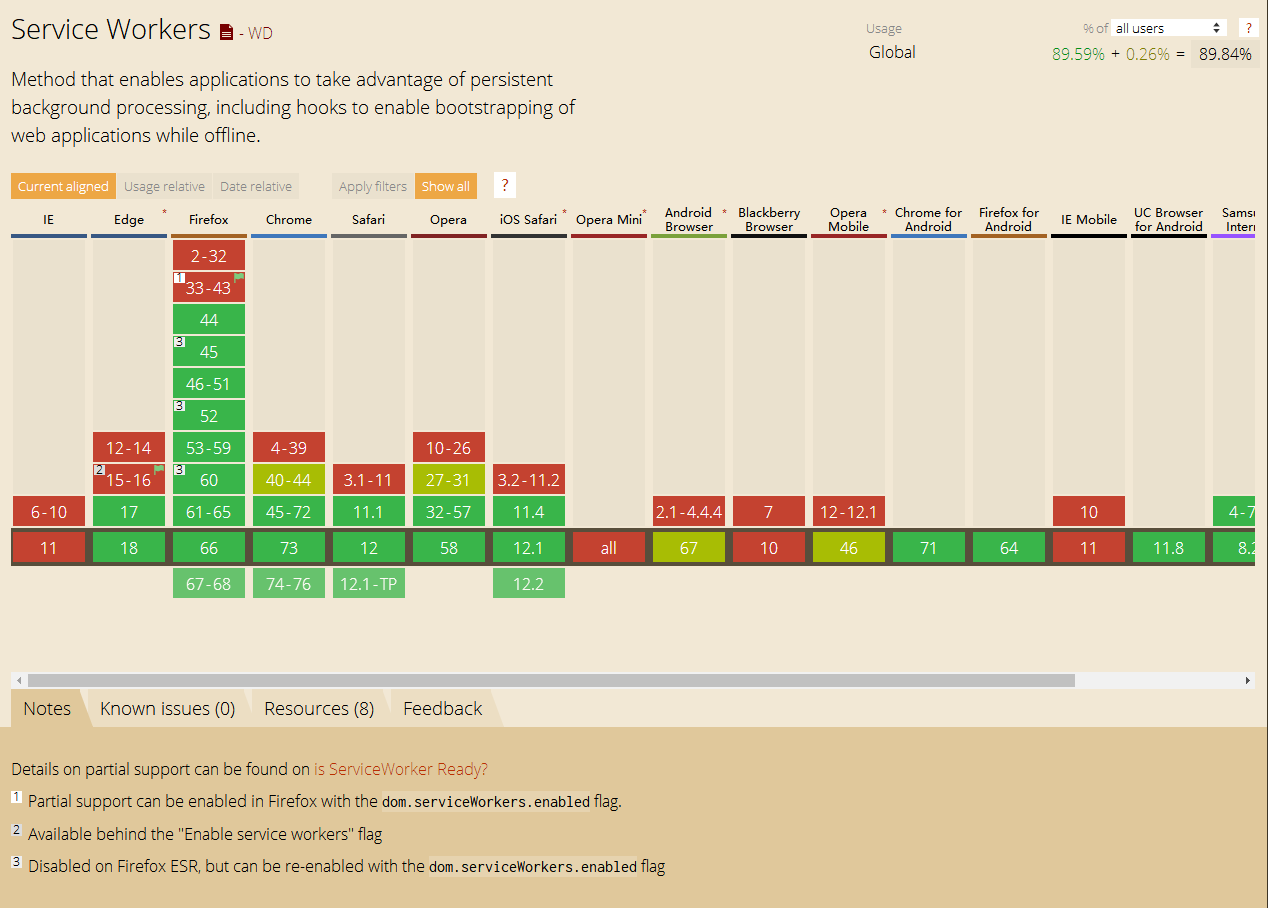 Service Workers - WD
Usage % of all users ?
Global 89.59% + 0.26% = 89.84%
Method that enables applications to take advantage of persistent
background processing, including hooks to enable bootstrapping of
web applications while offline.
Current aligned Usage relative Date relative Apply filters Show all ?
IE Edge * Firefox Chrome Safari Opera iOS Safari * Opera Mini * Android Browser * Blackberry Browser Opera Mobile * Chrome for Android Firefox for Android IE Mobile UC Browser for Android Samsu Intern
2-32
1 33-43
44
3 45
46-51
3 52
12-14 53-59 4-39 10-26
2 15-16 3 60 40-44 3.1-11 27-31 3.2-11.2
6-10 17 61-65 45-72 11.1 32-57 11.4 2.1-4.4.4 7 12-12.1 10 4-7
11 18 66 73 12 58 12.1 all 67 10 46 71 64 11 11.8 8.2
67-68 74-76 12.1-TP 12.2
Notes Known issues (0) Resources (8) Feedback
Details on partial support can be found on is ServiceWorker Ready?
1 Partial support can be enabled in Firefox with the dom.serviceWorkers.enabled flag.
2 Available behind the "Enable service workers" flag
3 Disabled on Firefox ESR, but can be re-enabled with the dom.serviceWorkers.enabled flag